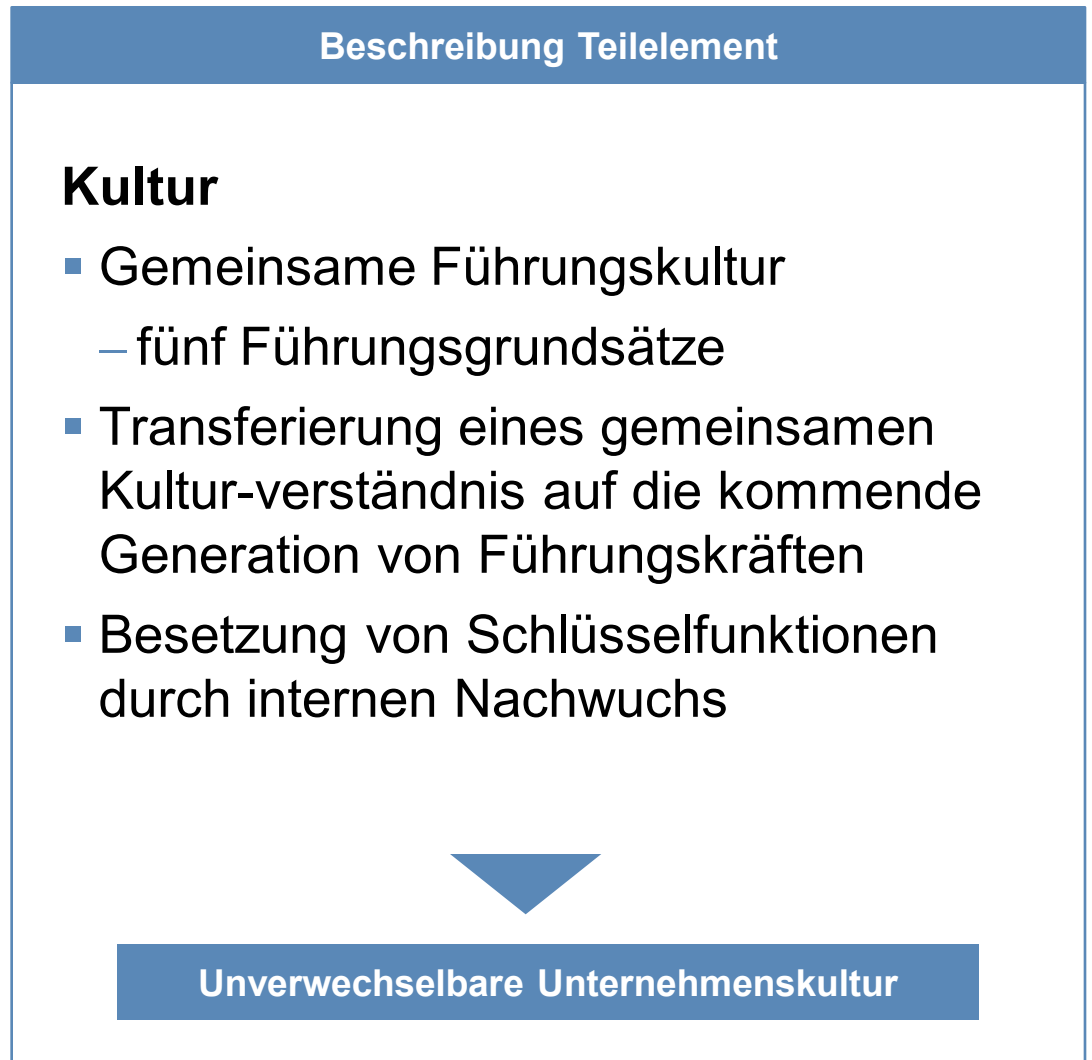 Beschreibung Teilelement
Kultur
▪ Gemeinsame Führungskultur
– fünf Führungsgrundsätze
▪ Transferierung eines gemeinsamen
Kultur-verständnis auf die kommende
Generation von Führungskräften
▪ Besetzung von Schlüsselfunktionen
durch internen Nachwuchs
Unverwechselbare Unternehmenskultur